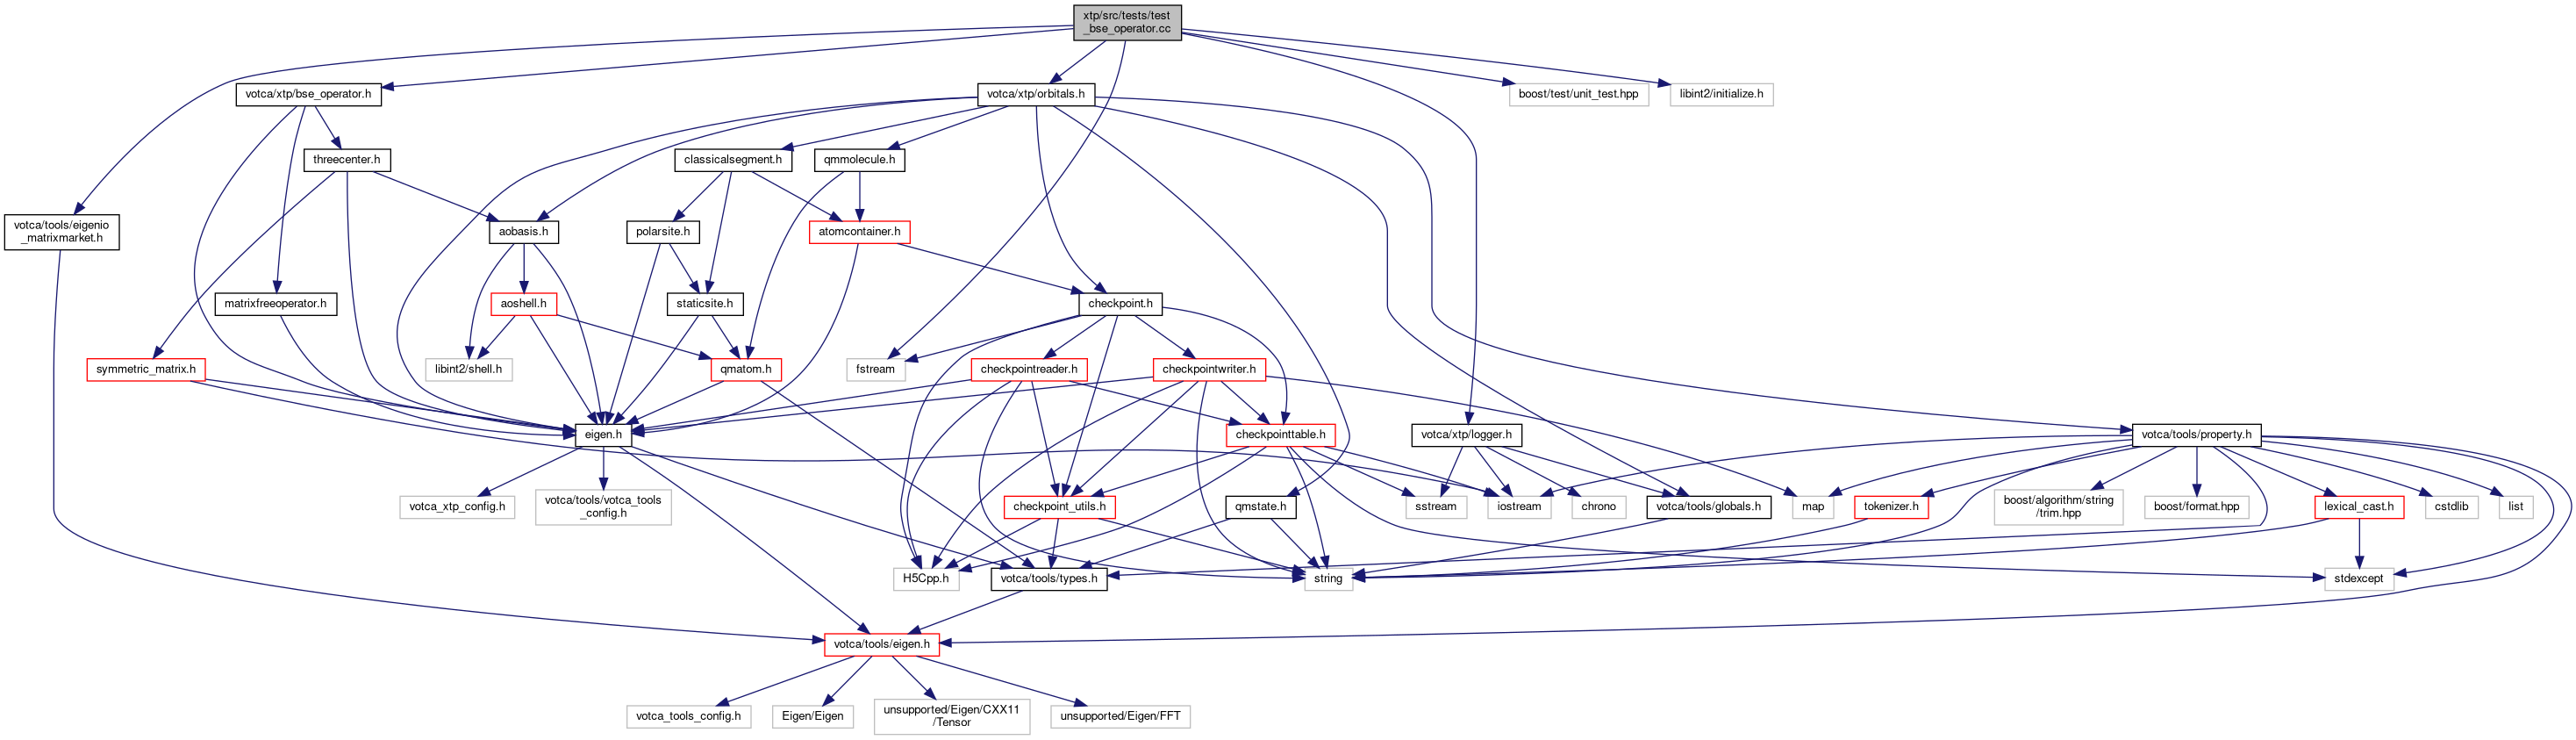 xtp/src/tests/test
_bse_operator.cc
votca/xtp/bse_operator.h
votca/xtp/orbitals.h
boost/test/unit_test.hpp
libint2/initialize.h
threecenter.h
classicalsegment.h
qmmolecule.h
votca/tools/eigenio
_matrixmarket.h
aobasis.h
polarsite.h
atomcontainer.h
matrixfreeoperator.h
aoshell.h
staticsite.h
checkpoint.h
symmetric_matrix.h
libint2/shell.h
qmatom.h
fstream
checkpointreader.h
checkpointwriter.h
eigen.h
checkpointtable.h
votca/xtp/logger.h
votca/tools/property.h
votca_xtp_config.h
votca/tools/votca_tools
_config.h
checkpoint_utils.h
qmstate.h
sstream
iostream
chrono
votca/tools/globals.h
map
tokenizer.h
boost/algorithm/string
/trim.hpp
boost/format.hpp
lexical_cast.h
cstdlib
list
H5Cpp.h
votca/tools/types.h
string
stdexcept
votca/tools/eigen.h
votca_tools_config.h
Eigen/Eigen
unsupported/Eigen/CXX11
/Tensor
unsupported/Eigen/FFT